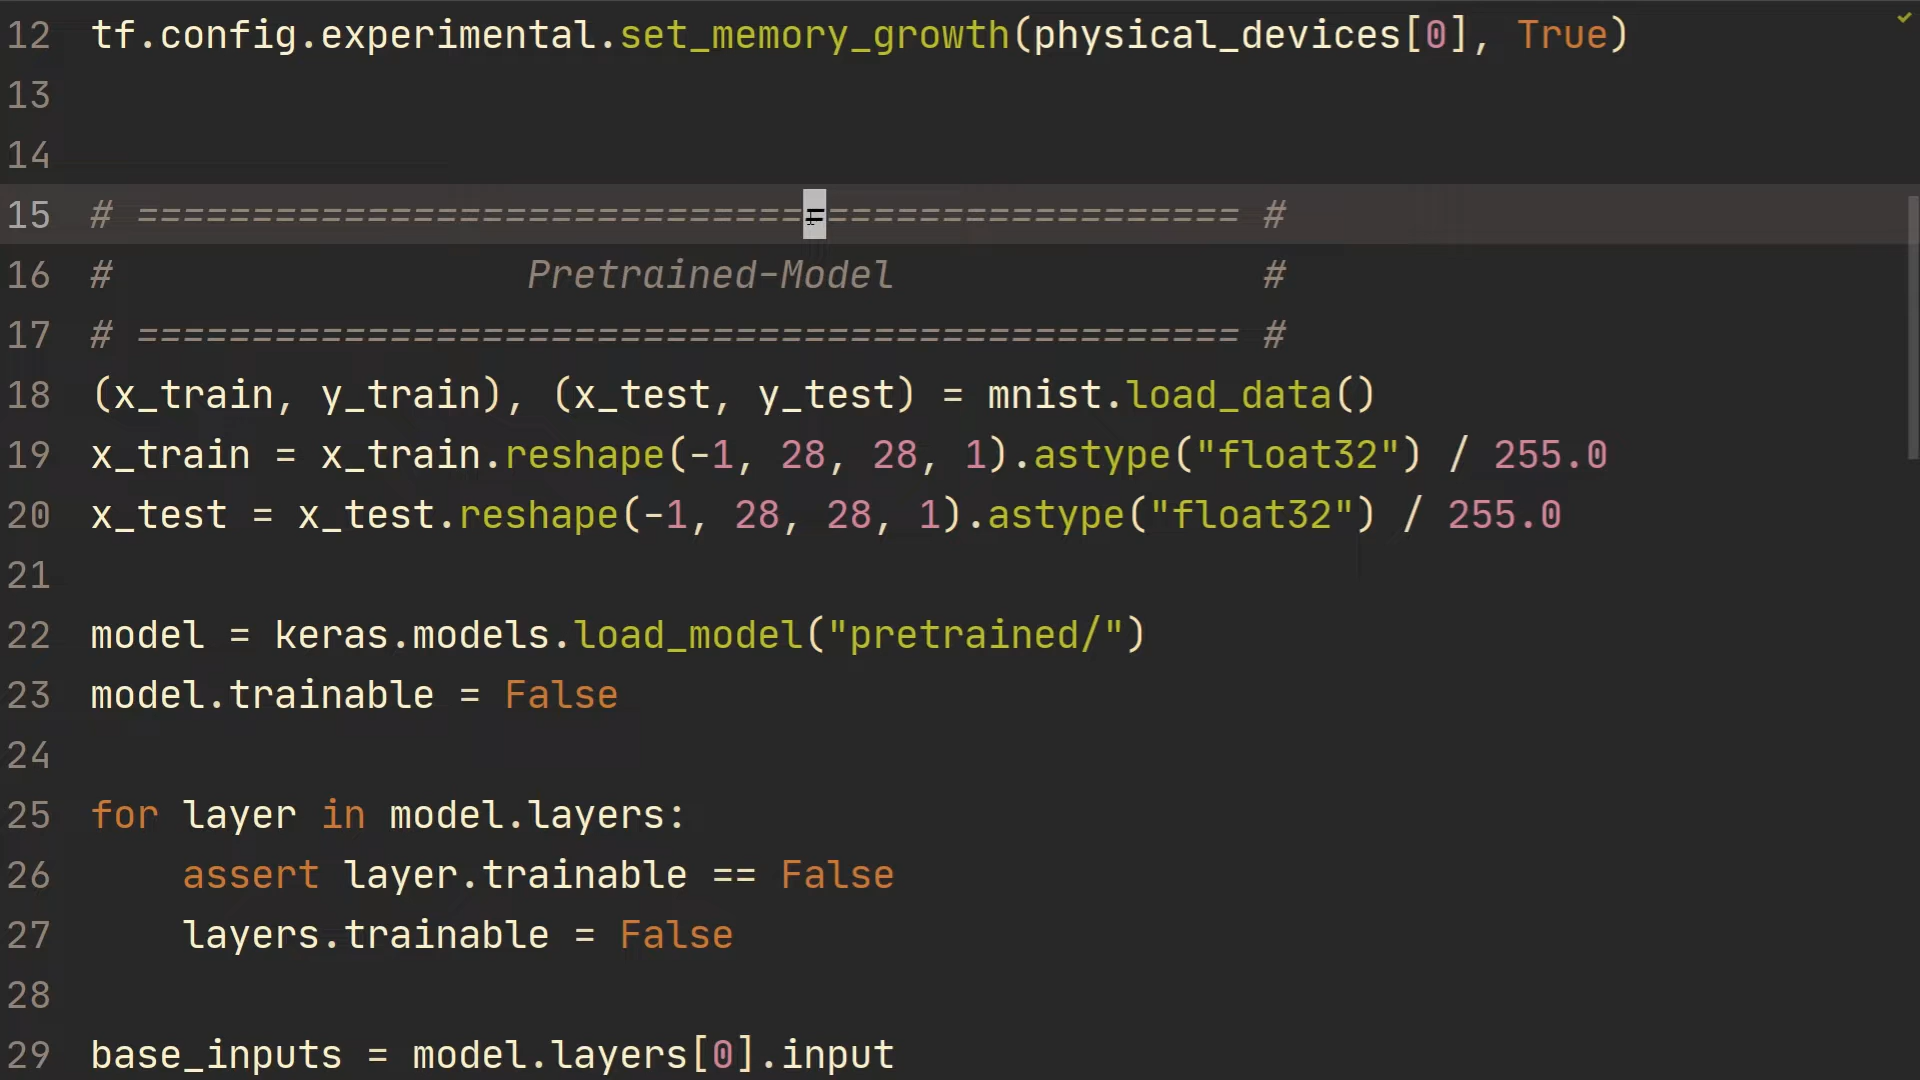 12 tf.config.experimental.set_memory_growth(physical_devices[0], True)
13
14
15 # ================================================ #
16 #                   Pretrained-Model                #
17 # ================================================ #
18 (x_train, y_train), (x_test, y_test) = mnist.load_data()
19 x_train = x_train.reshape(-1, 28, 28, 1).astype("float32") / 255.0
20 x_test = x_test.reshape(-1, 28, 28, 1).astype("float32") / 255.0
21
22 model = keras.models.load_model("pretrained/")
23 model.trainable = False
24
25 for layer in model.layers:
26     assert layer.trainable == False
27     layers.trainable = False
28
29 base_inputs = model.layers[0].input